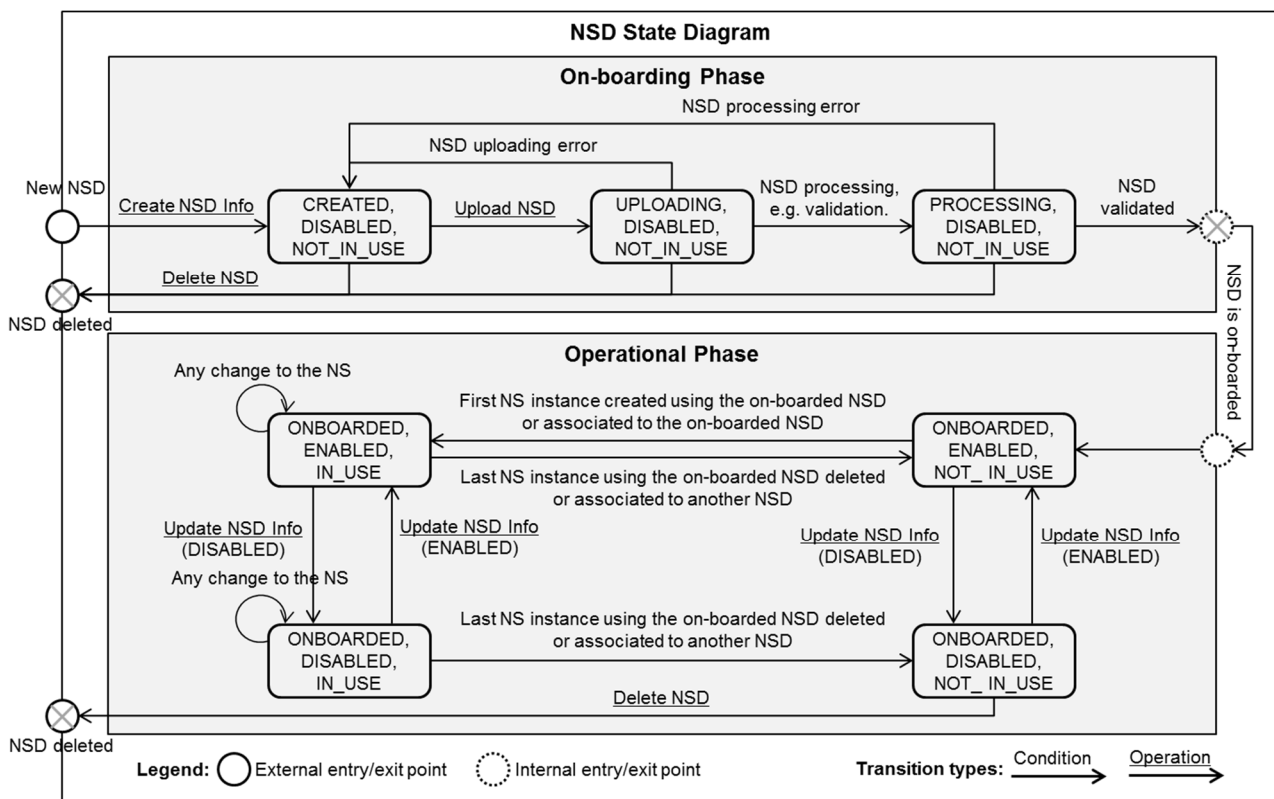 NSD State Diagram
On-boarding Phase
NSD processing error
NSD uploading error
New NSD
Create NSD Info
CREATED,
DISABLED,
NOT_IN_USE
Upload NSD
UPLOADING,
DISABLED,
NOT_IN_USE
NSD processing,
e.g. validation.
PROCESSING,
DISABLED,
NOT_IN_USE
NSD
validated
Delete NSD
NSD deleted
NSD is on-boarded
Operational Phase
Any change to the NS
First NS instance created using the on-boarded NSD
or associated to the on-boarded NSD
ONBOARDED,
ENABLED,
IN_USE
ONBOARDED,
ENABLED,
NOT_ IN_USE
Last NS instance using the on-boarded NSD deleted
or associated to another NSD
Update NSD Info
(DISABLED)
Update NSD Info
(ENABLED)
Update NSD Info
(DISABLED)
Update NSD Info
(ENABLED)
Any change to the NS
Last NS instance using the on-boarded NSD deleted
or associated to another NSD
ONBOARDED,
DISABLED,
IN_USE
ONBOARDED,
DISABLED,
NOT_ IN_USE
Delete NSD
NSD deleted
Legend:
External entry/exit point
Internal entry/exit point
Transition types:
Condition
Operation